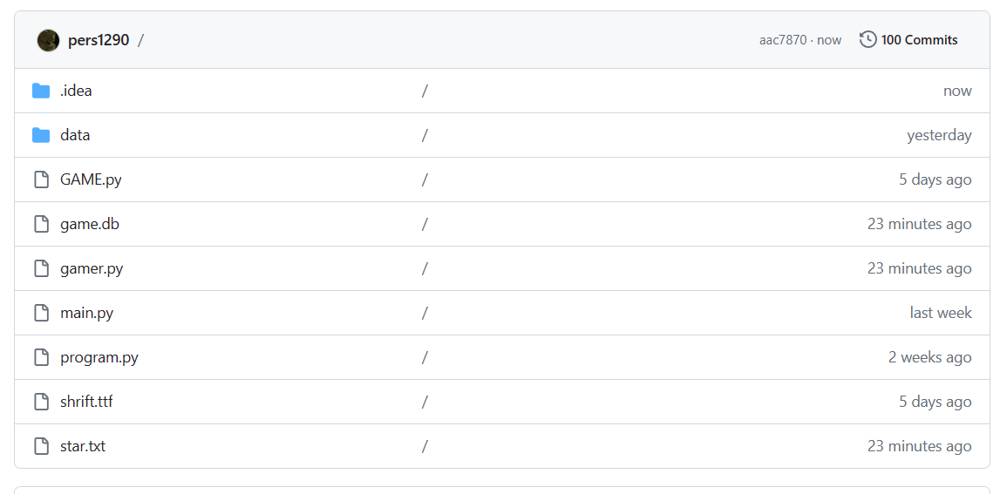 pers1290 / aac7870 · now 100 Commits
.idea / now
data / yesterday
GAME.py / 5 days ago
game.db / 23 minutes ago
gamer.py / 23 minutes ago
main.py / last week
program.py / 2 weeks ago
shrift.ttf / 5 days ago
star.txt / 23 minutes ago